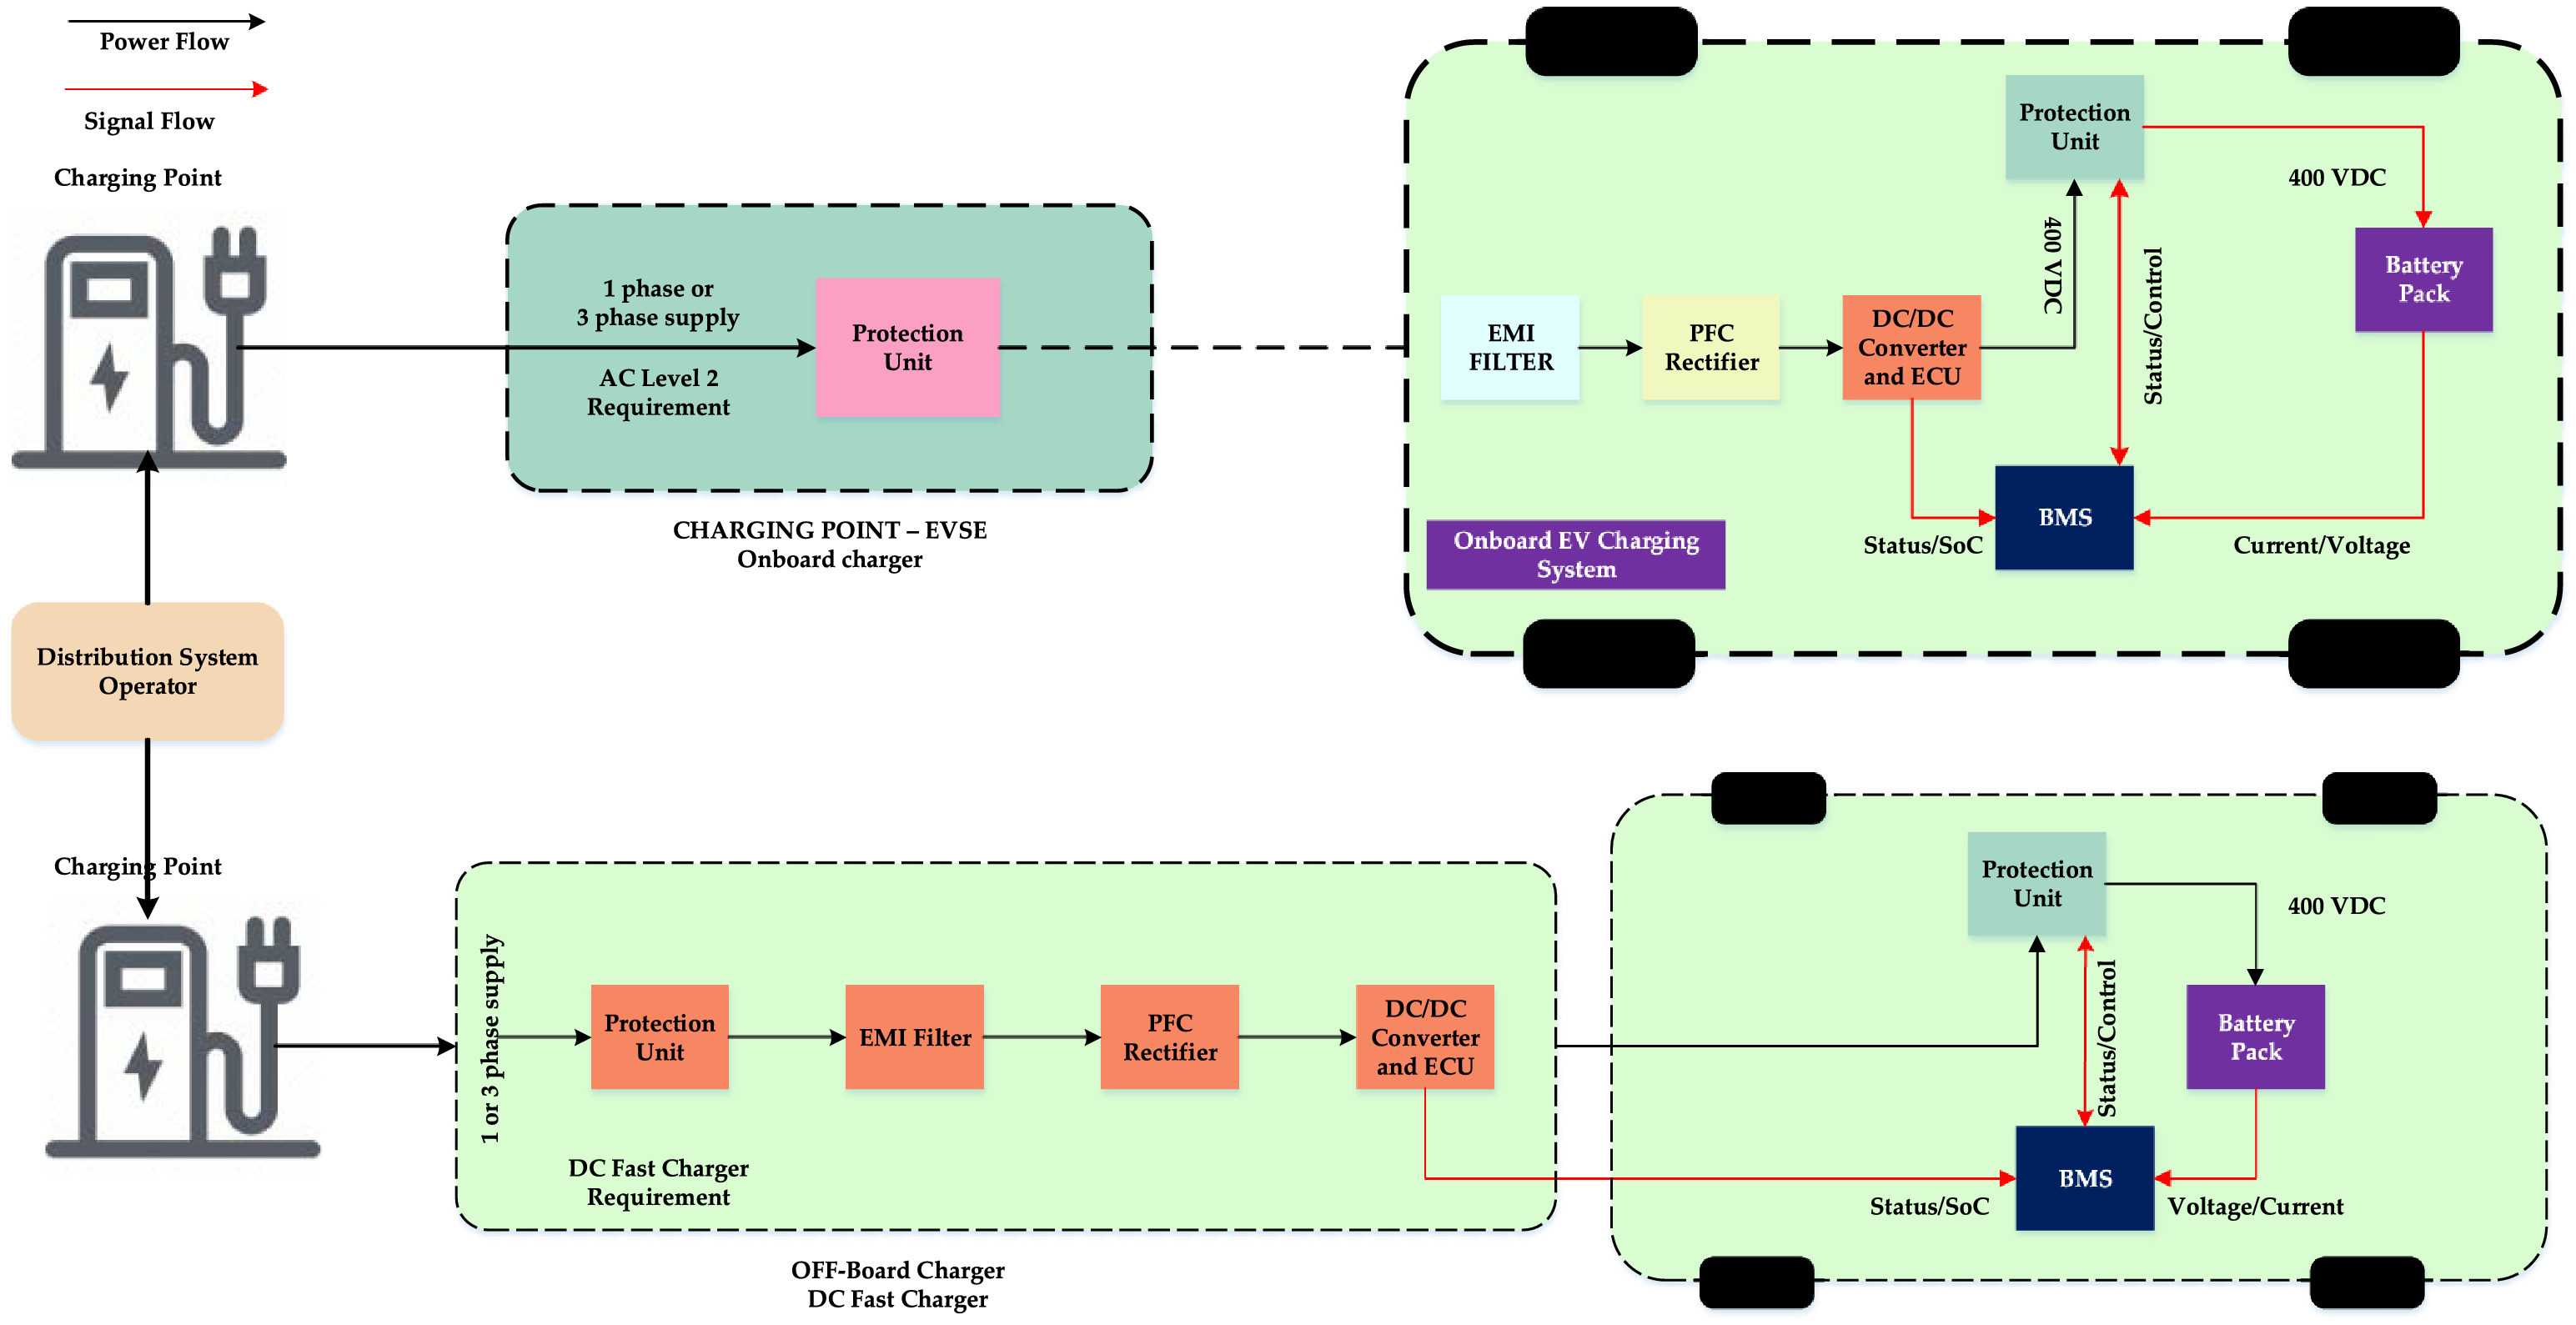 Power Flow
Signal Flow
Charging Point
1 phase or
3 phase supply
AC Level 2
Requirement
Protection
Unit
CHARGING POINT – EVSE
Onboard charger
EMI
FILTER
PFC
Rectifier
DC/DC
Converter
and ECU
400 VDC
Protection
Unit
Status/Control
400 VDC
Battery
Pack
BMS
Status/SoC
Current/Voltage
Onboard EV Charging
System
Distribution System
Operator
Charging Point
1 or 3 phase supply
Protection
Unit
EMI Filter
PFC
Rectifier
DC/DC
Converter
and ECU
DC Fast Charger
Requirement
OFF-Board Charger
DC Fast Charger
Protection
Unit
400 VDC
Status/Control
Battery
Pack
BMS
Status/SoC
Voltage/Current